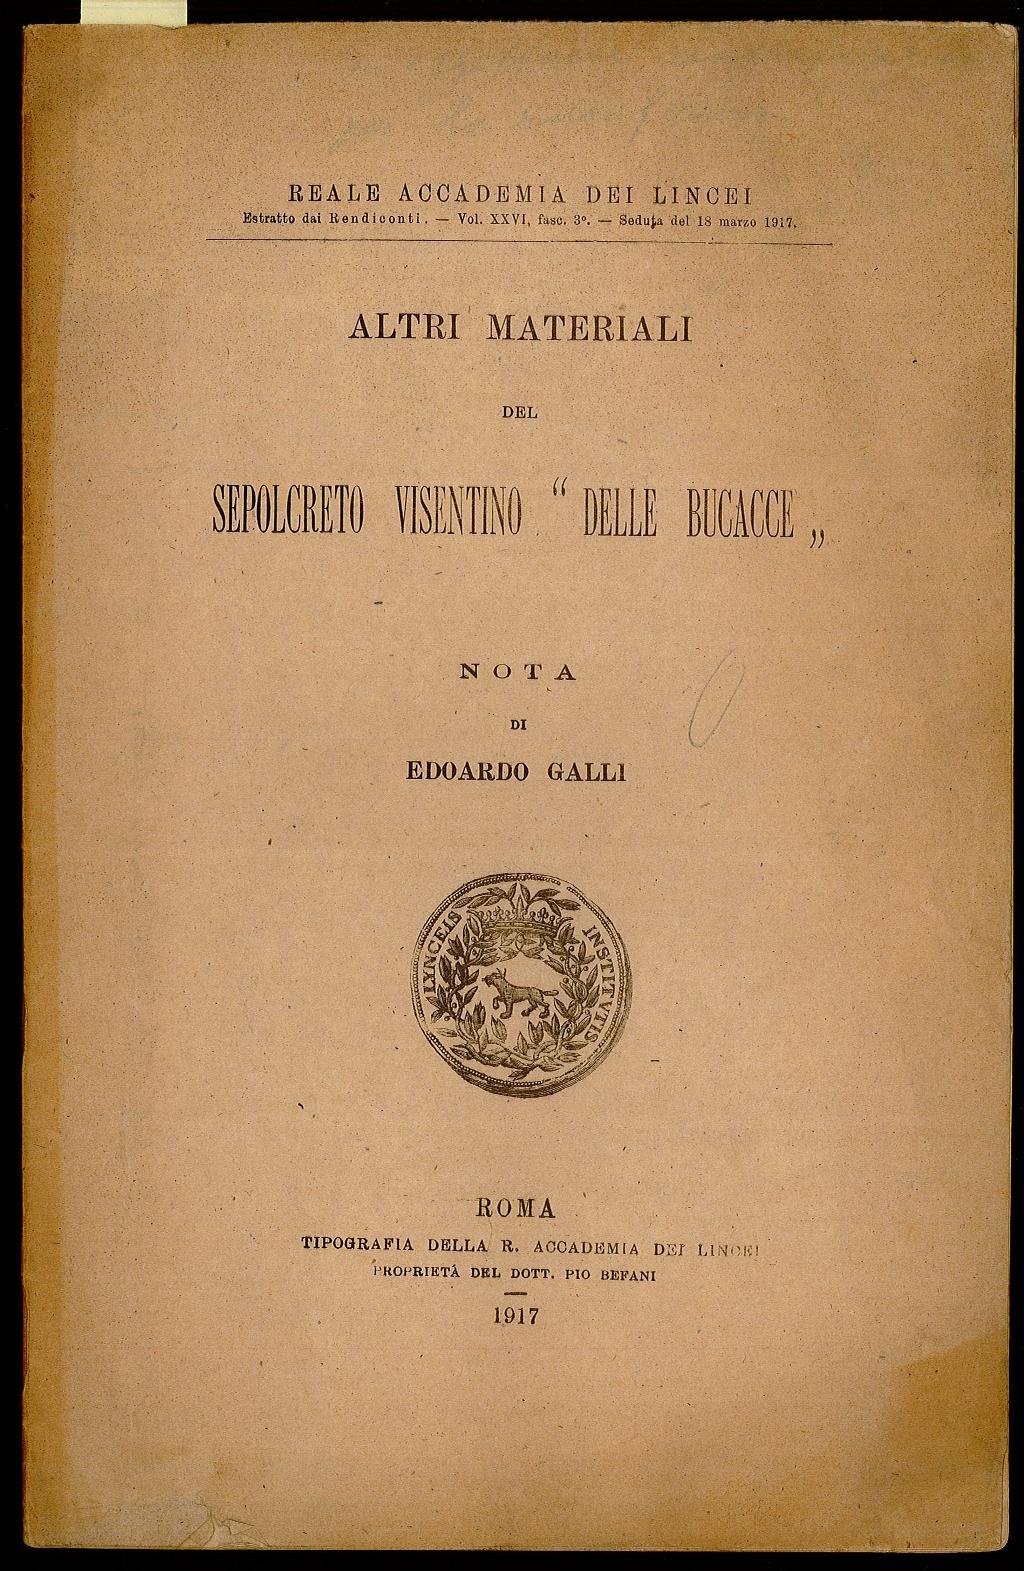 REALE ACCADEMIA DEI LINCEI
Estratto dai Rendiconti. — Vol. XXVI, fasc. 3º. — Seduta del 18 marzo 1917.
ALTRI MATERIALI
DEL
SEPOLCRETO VISENTINO “ DELLE BUCACCE „
NOTA
DI
EDOARDO GALLI
LYNCEIS INSTITVTIS
ROMA
TIPOGRAFIA DELLA R. ACCADEMIA DEI LINCEI
PROPRIETÀ DEL DOTT. PIO BEFANI
1917